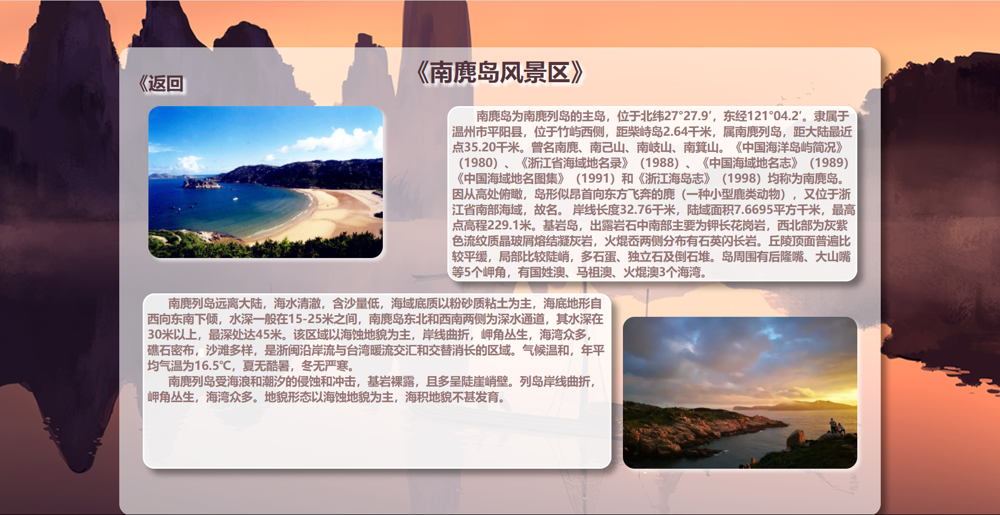 《南麂岛风景区》
《返回
南麂岛为南麂列岛的主岛，位于北纬27°27.9′，东经121°04.2′。隶属于
温州市平阳县，位于竹屿西侧，距柴峙岛2.64千米，属南麂列岛，距大陆最近
点35.20千米。曾名南麂、南己山、南岐山、南箕山。《中国海洋岛屿简况》
（1980）、《浙江省海域地名录》（1988）、《中国海域地名志》（1989）
《中国海域地名图集》（1991）和《浙江海岛志》（1998）均称为南麂岛。
因从高处俯瞰，岛形似昂首向东方飞奔的麂（一种小型鹿类动物），又位于浙
江省南部海域，故名。 岸线长度32.76千米，陆域面积7.6695平方千米，最高
点高程229.1米。基岩岛，出露岩石中南部主要为钾长花岗岩，西北部为灰紫
色流纹质晶玻屑熔结凝灰岩，火焜岙两侧分布有石英闪长岩。丘陵顶面普遍比
较平缓，局部比较陡峭，多石蛋、独立石及倒石堆。岛周围有后隆嘴、大山嘴
等5个岬角，有国姓澳、马祖澳、火焜澳3个海湾。
南麂列岛远离大陆，海水清澈，含沙量低，海域底质以粉砂质粘土为主，海底地形自
西向东南下倾，水深一般在15-25米之间，南麂岛东北和西南两侧为深水通道，其水深在
30米以上，最深处达45米。该区域以海蚀地貌为主，岸线曲折，岬角丛生，海湾众多，
礁石密布，沙滩多样，是浙闽沿岸流与台湾暖流交汇和交替消长的区域。气候温和，年平
均气温为16.5℃，夏无酷暑，冬无严寒。
南麂列岛受海浪和潮汐的侵蚀和冲击，基岩裸露，且多呈陡崖峭壁。列岛岸线曲折，
岬角丛生，海湾众多。地貌形态以海蚀地貌为主，海积地貌不甚发育。